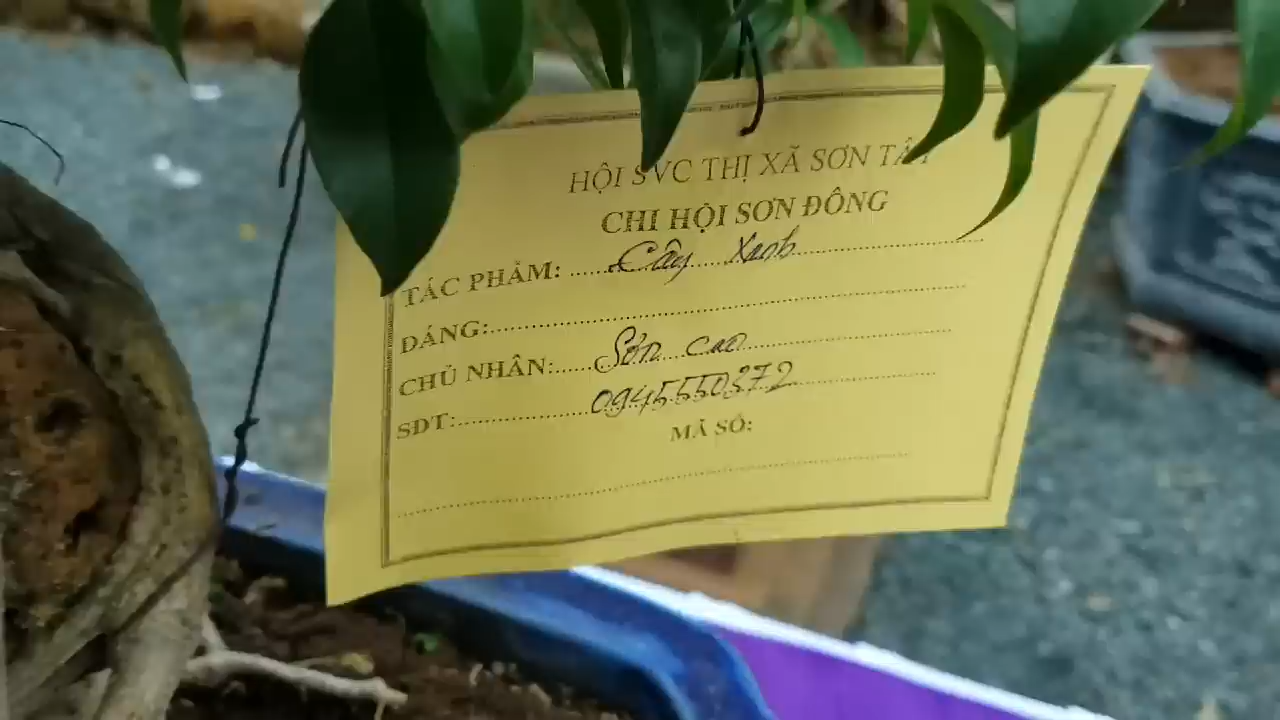 HỘI SVC THỊ XÃ SƠN TÂY
CHI HỘI SƠN ĐÔNG
TÁC PHẨM: Cây Xanh
DÁNG:
CHỦ NHÂN: Sơn cao
SĐT: 0945550372
MÃ SỐ: